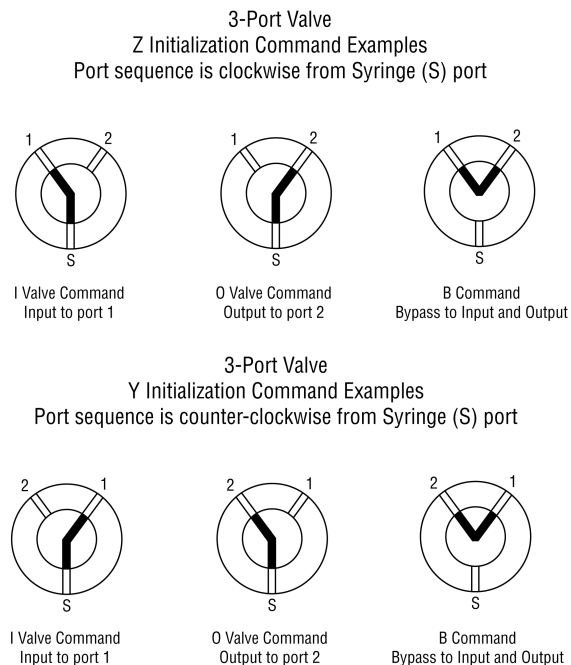 3-Port Valve
Z Initialization Command Examples
Port sequence is clockwise from Syringe (S) port
1 2 1 2 1 2
S S S
I Valve Command O Valve Command B Command
Input to port 1 Output to port 2 Bypass to Input and Output
3-Port Valve
Y Initialization Command Examples
Port sequence is counter-clockwise from Syringe (S) port
2 1 2 1 2 1
S S S
I Valve Command O Valve Command B Command
Input to port 1 Output to port 2 Bypass to Input and Output